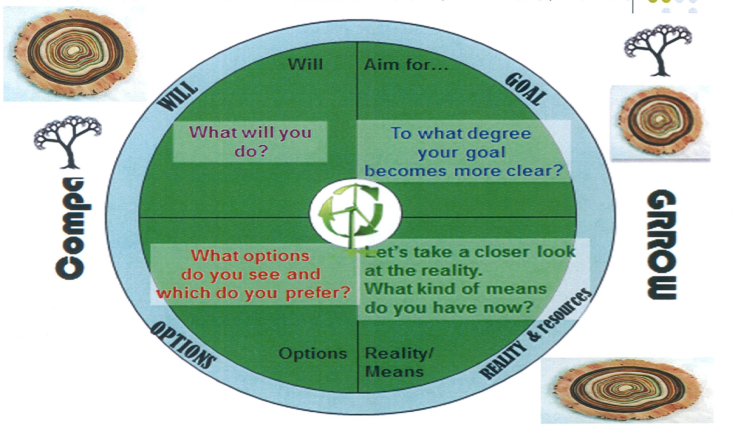 Will
Aim for...
WILL
GOAL
What will you
do?
To what degree
your goal
becomes more clear?
Compa
GRROW
What options
do you see and
which do you prefer?
Let's take a closer look
at the reality.
What kind of means
do you have now?
OPTIONS
REALITY & resources
Options
Reality/
Means